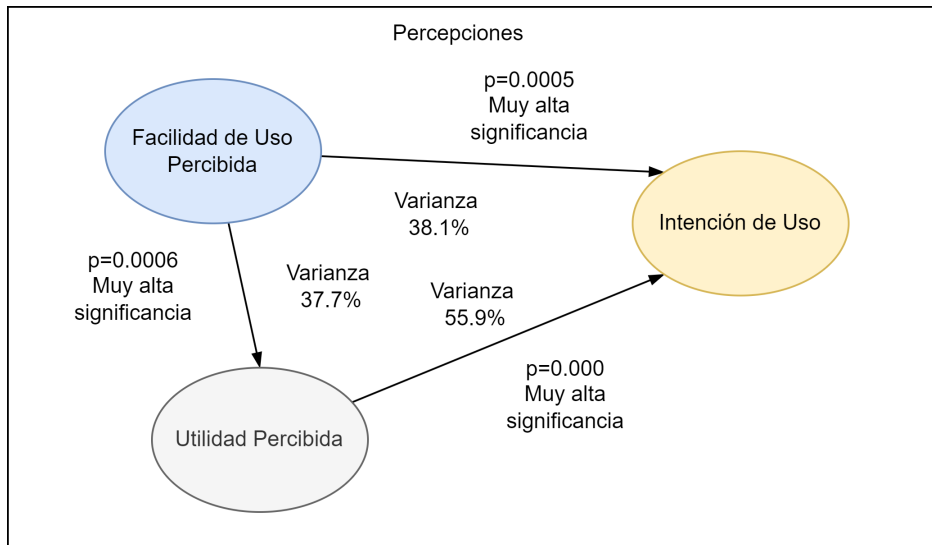 Percepciones
p=0.0005
Muy alta
significancia
Facilidad de Uso
Percibida
Varianza
38.1%
Intención de Uso
p=0.0006
Muy alta
significancia
Varianza
37.7%
Varianza
55.9%
p=0.000
Muy alta
significancia
Utilidad Percibida